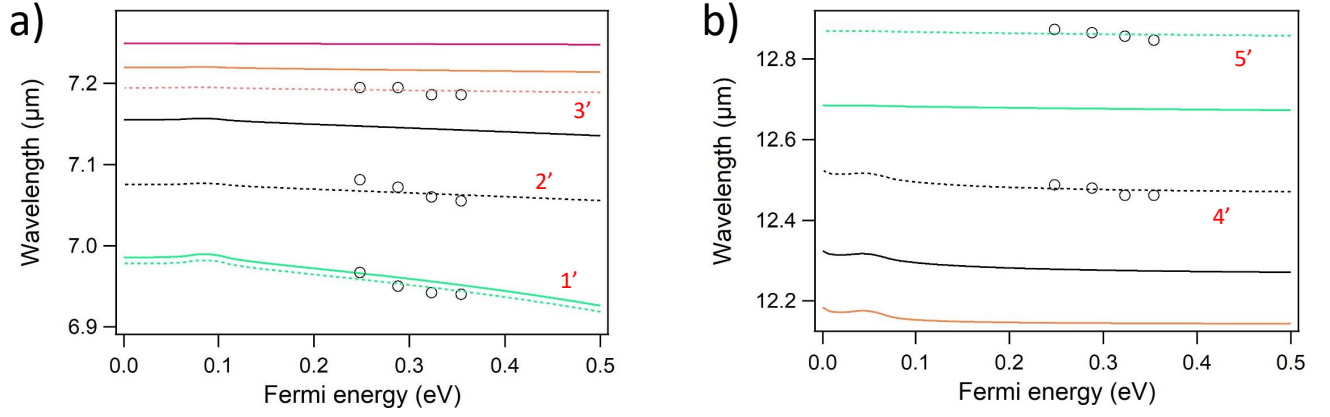 a)
Wavelength (µm)
7.2
7.1
7.0
6.9
3’
2’
1’
0.0 0.1 0.2 0.3 0.4 0.5
Fermi energy (eV)
b)
Wavelength (µm)
12.8
12.6
12.4
12.2
5’
4’
0.0 0.1 0.2 0.3 0.4 0.5
Fermi energy (eV)